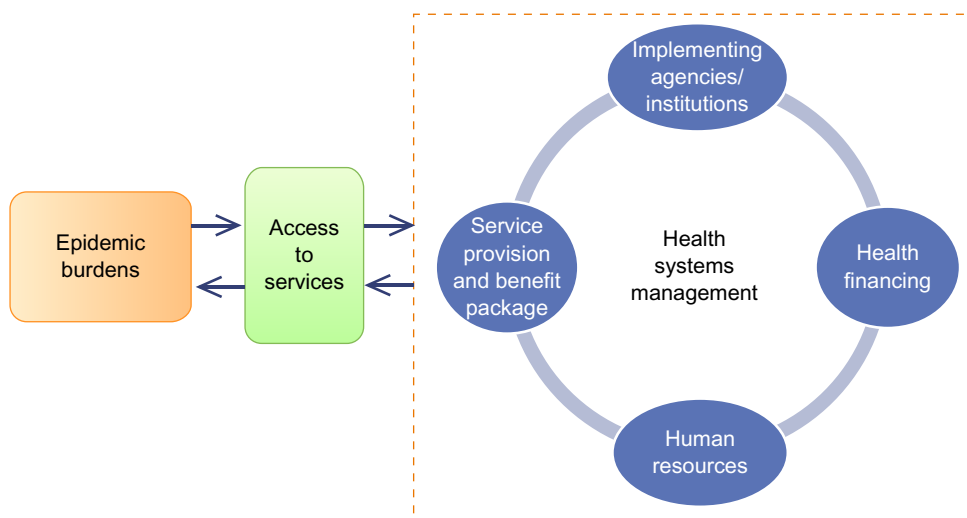 Epidemic
burdens
Access
to
services
Implementing
agencies/
institutions
Service
provision
and benefit
package
Health
systems
management
Health
financing
Human
resources